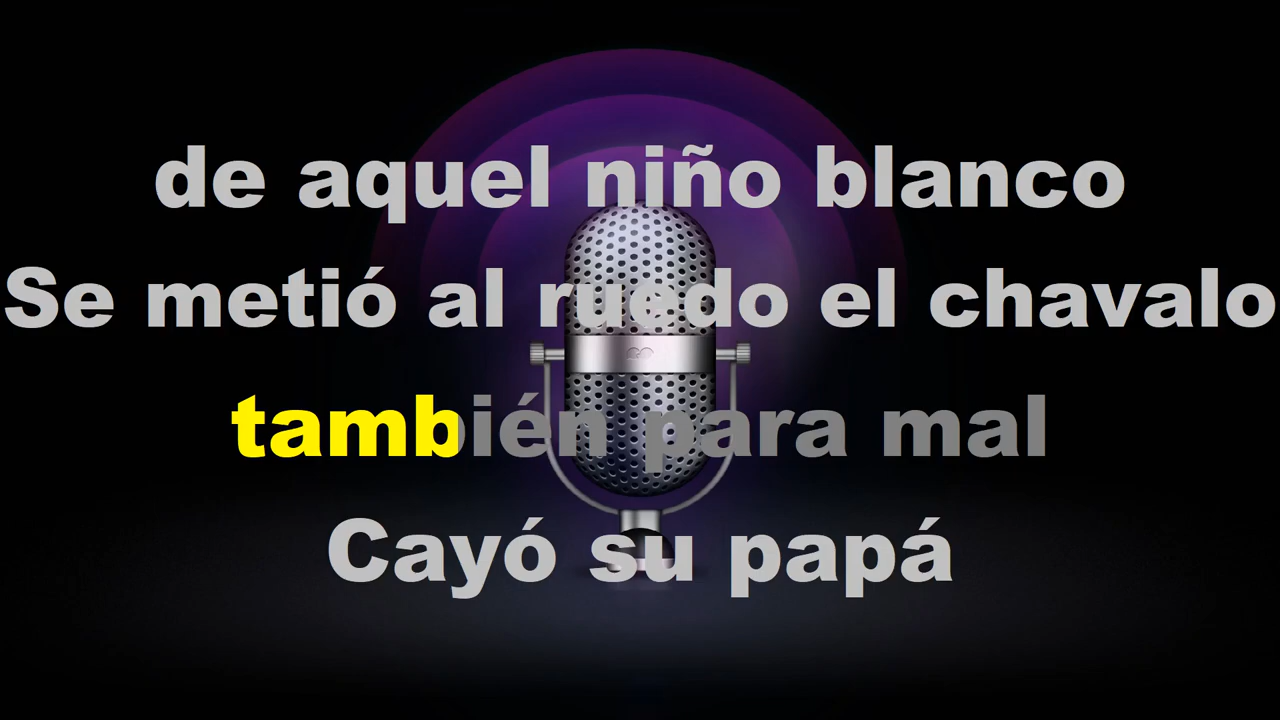 de aquel niño blanco
Se metió al ruedo el chavalo
también para mal
Cayó su papá